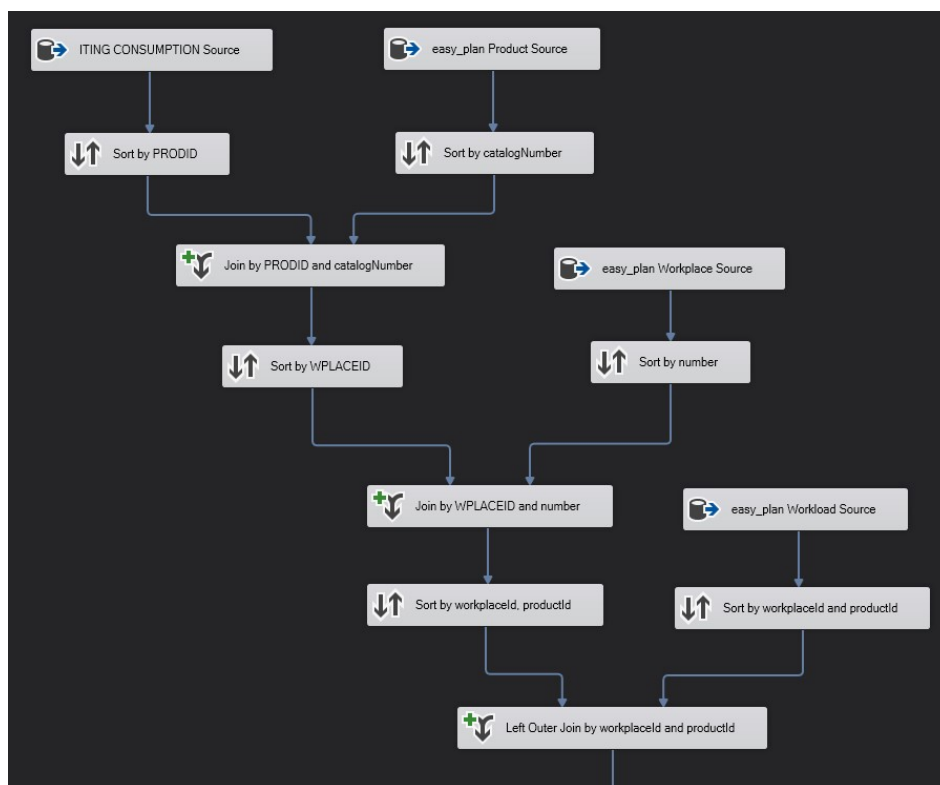 ITING CONSUMPTION Source
easy_plan Product Source
Sort by PRODID
Sort by catalogNumber
Join by PRODID and catalogNumber
easy_plan Workplace Source
Sort by WPLACEID
Sort by number
Join by WPLACEID and number
easy_plan Workload Source
Sort by workplaceId, productId
Sort by workplaceId and productId
Left Outer Join by workplaceId and productId